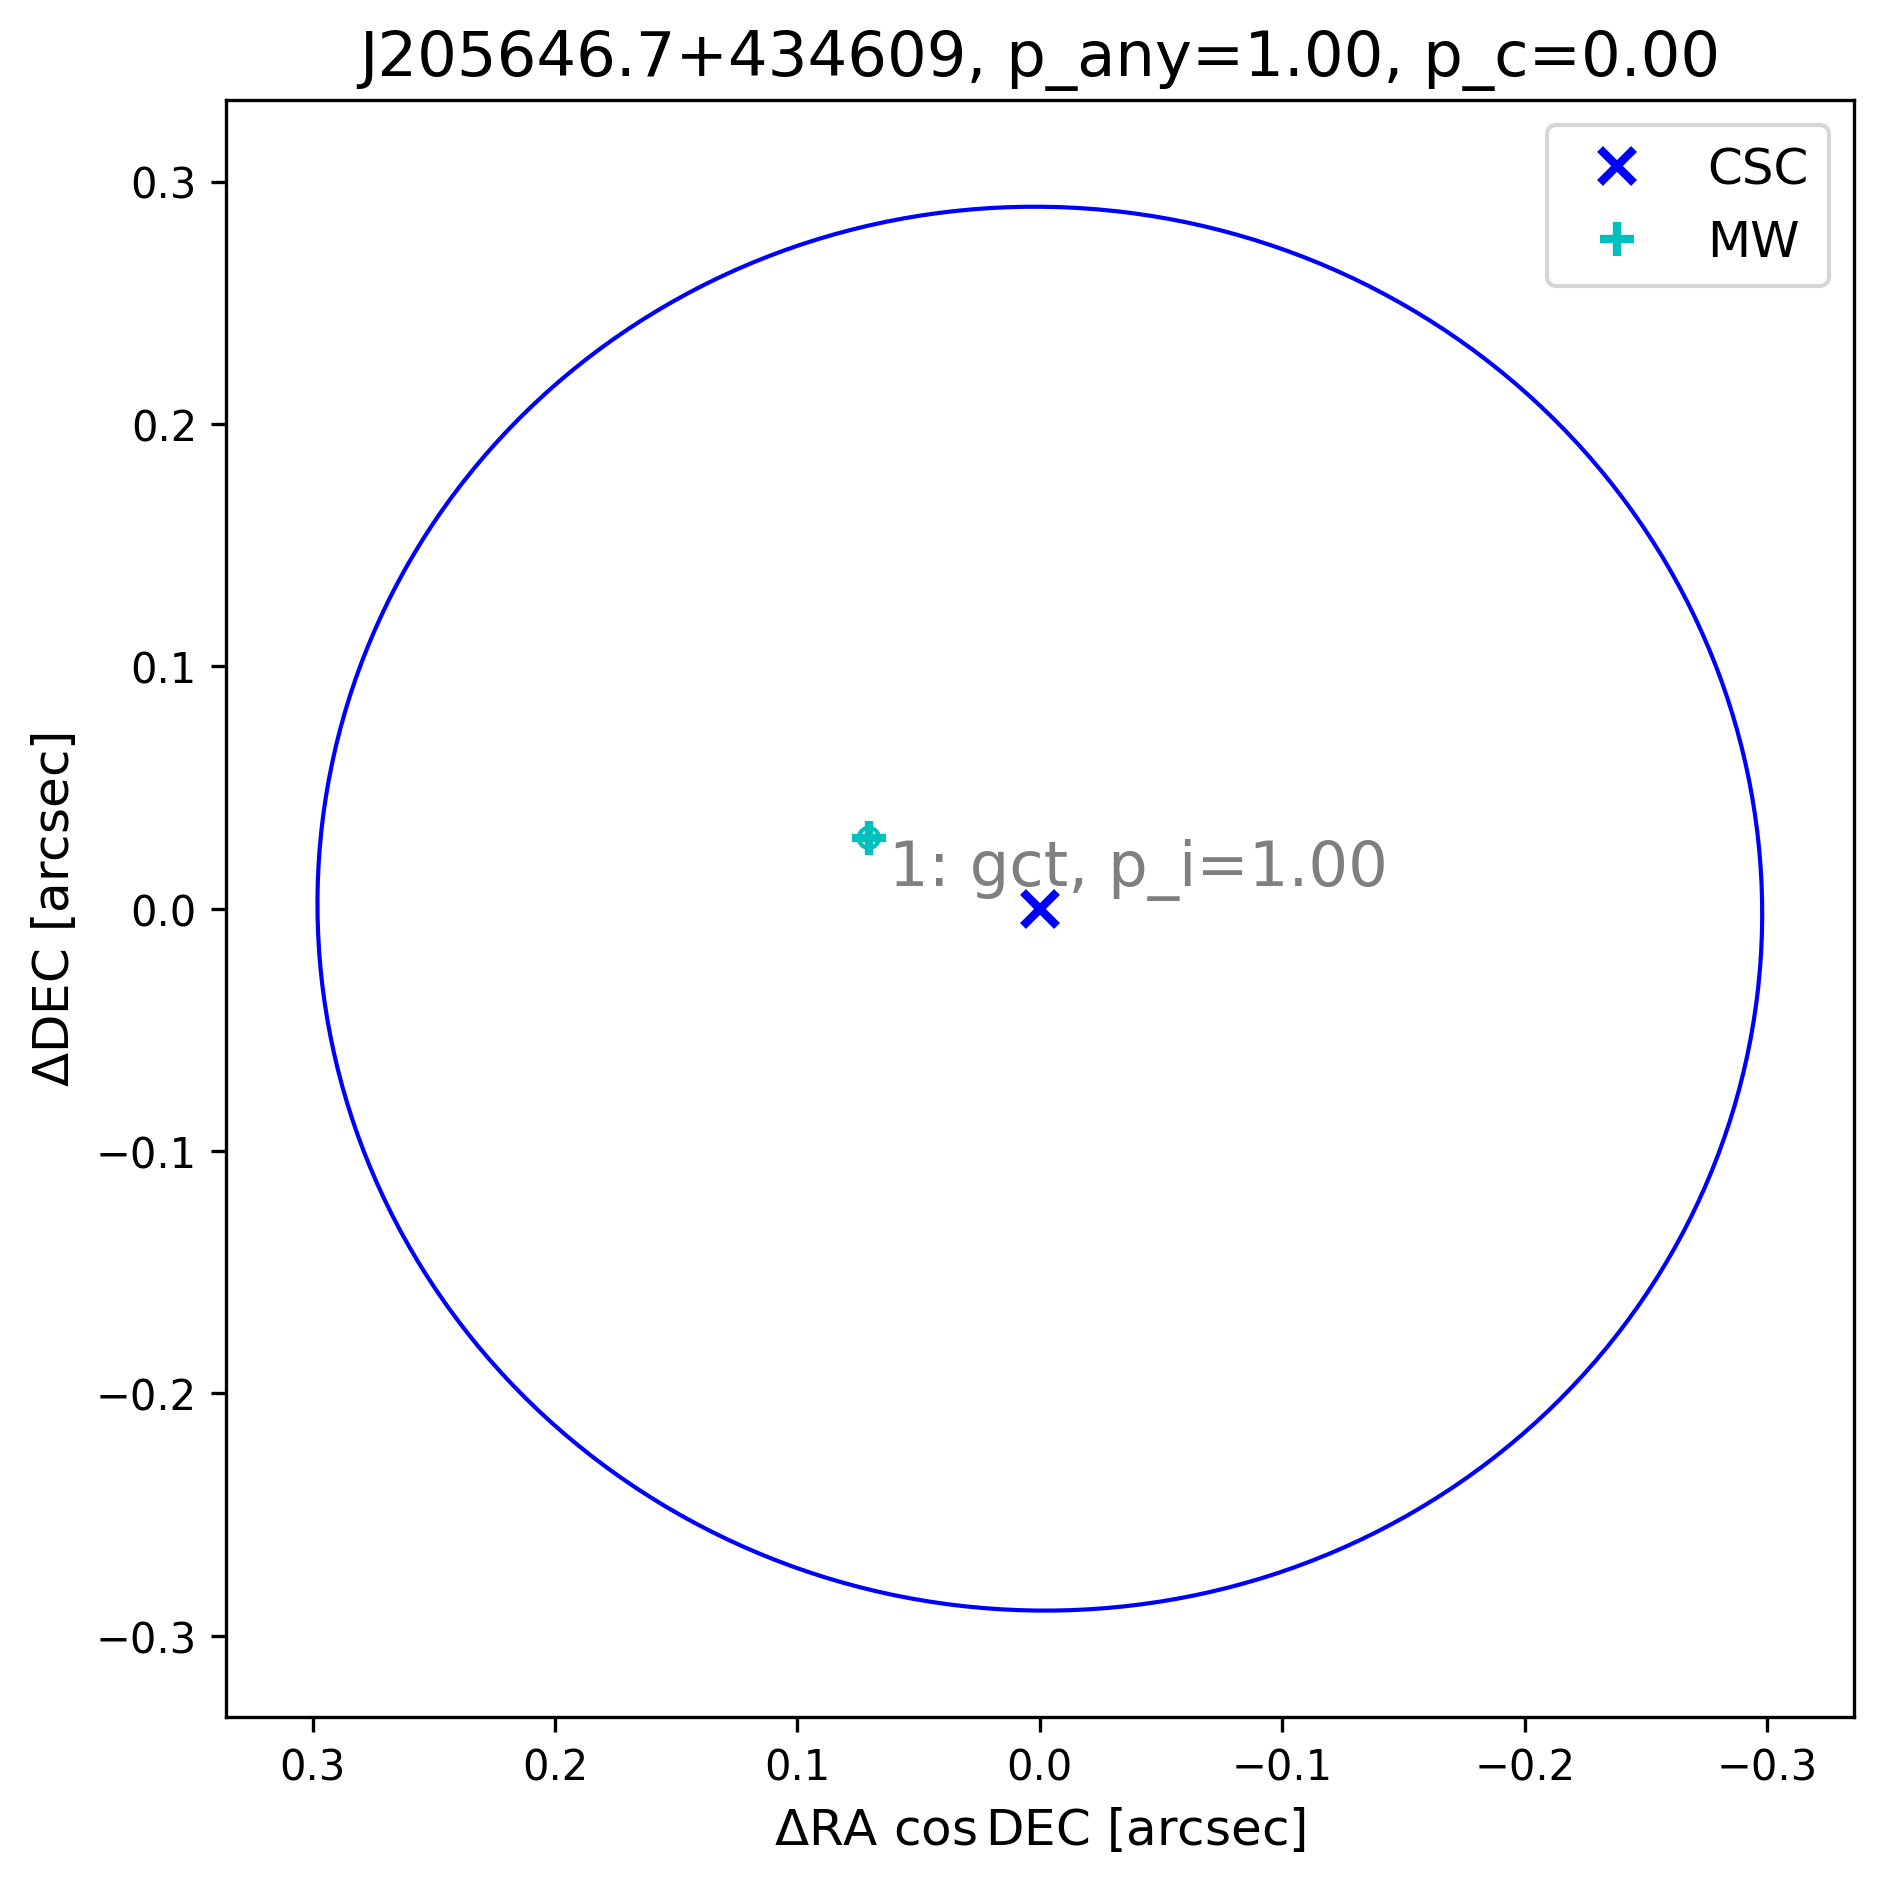 J205646.7+434609, p_any=1.00, p_c=0.00
CSC
MW
0.3
0.2
0.1
0.0
−0.1
−0.2
−0.3
ΔDEC [arcsec]
1: gct, p_i=1.00
0.3
0.2
0.1
0.0
−0.1
−0.2
−0.3
ΔRA cos DEC [arcsec]